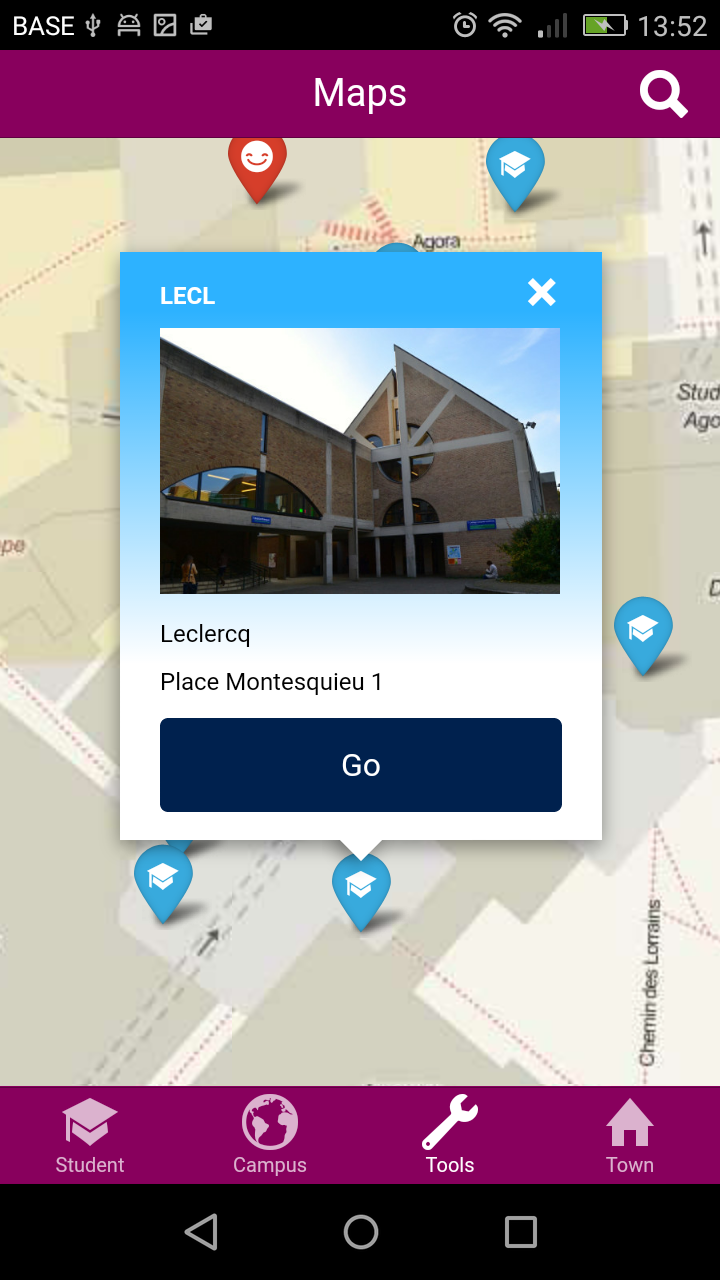 BASE
13:52
Maps
Agora
LECL
Stud
Ago
pe
D
Leclercq
Place Montesquieu 1
Go
Chemin des Lorrains
Student
Campus
Tools
Town